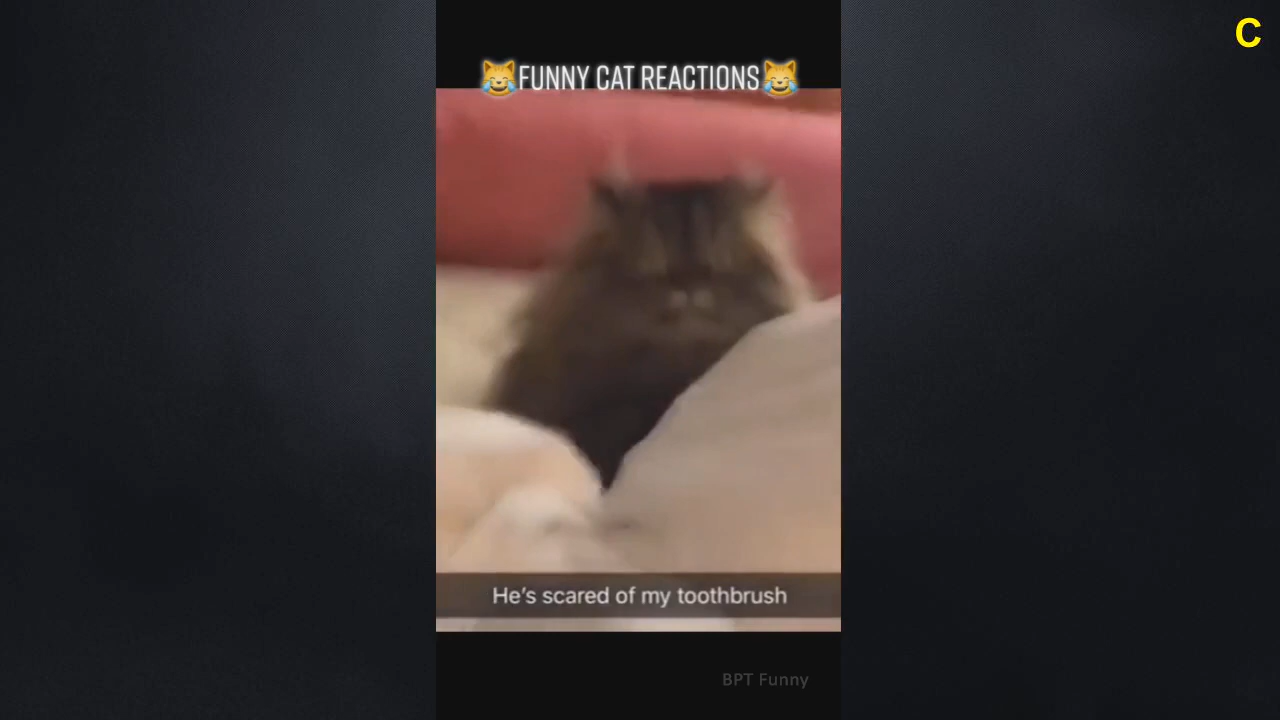 C
😹FUNNY CAT REACTIONS😹
He's scared of my toothbrush
BPT Funny